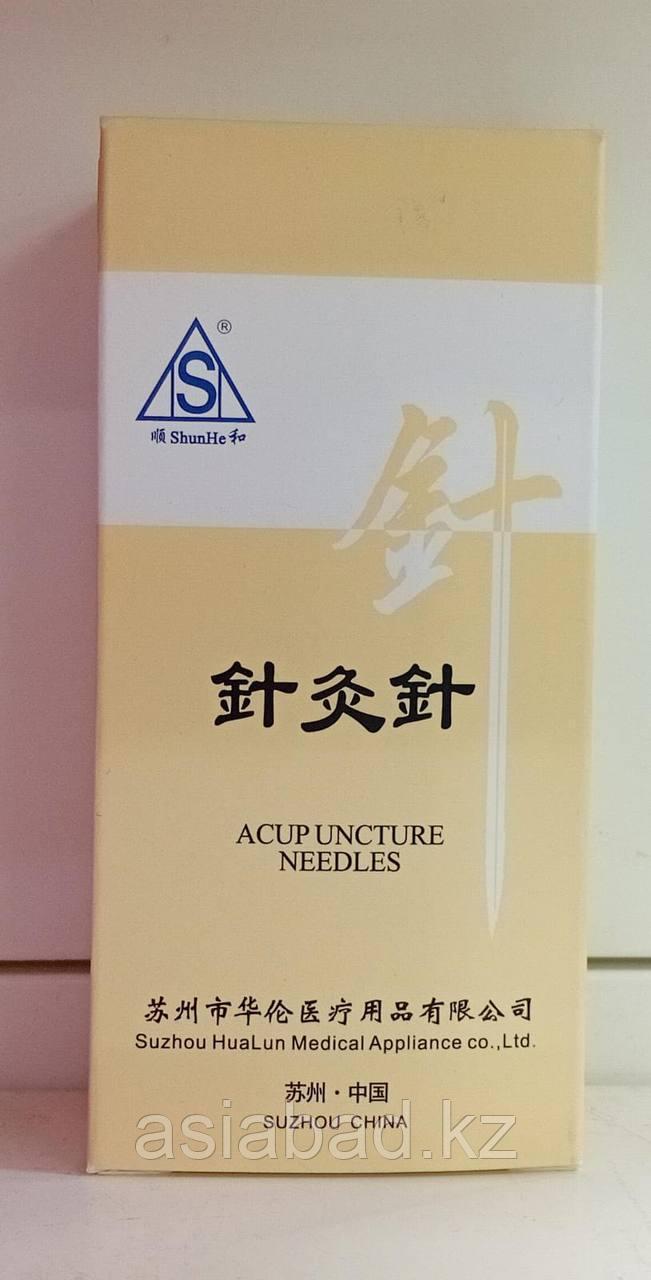 S ®
顺 ShunHe 和
針
針灸針
ACUP UNCTURE
NEEDLES
苏州市华伦医疗用品有限公司
Suzhou HuaLun Medical Appliance co.,Ltd.
苏州·中国
SUZHOU CHINA
asiabad.kz